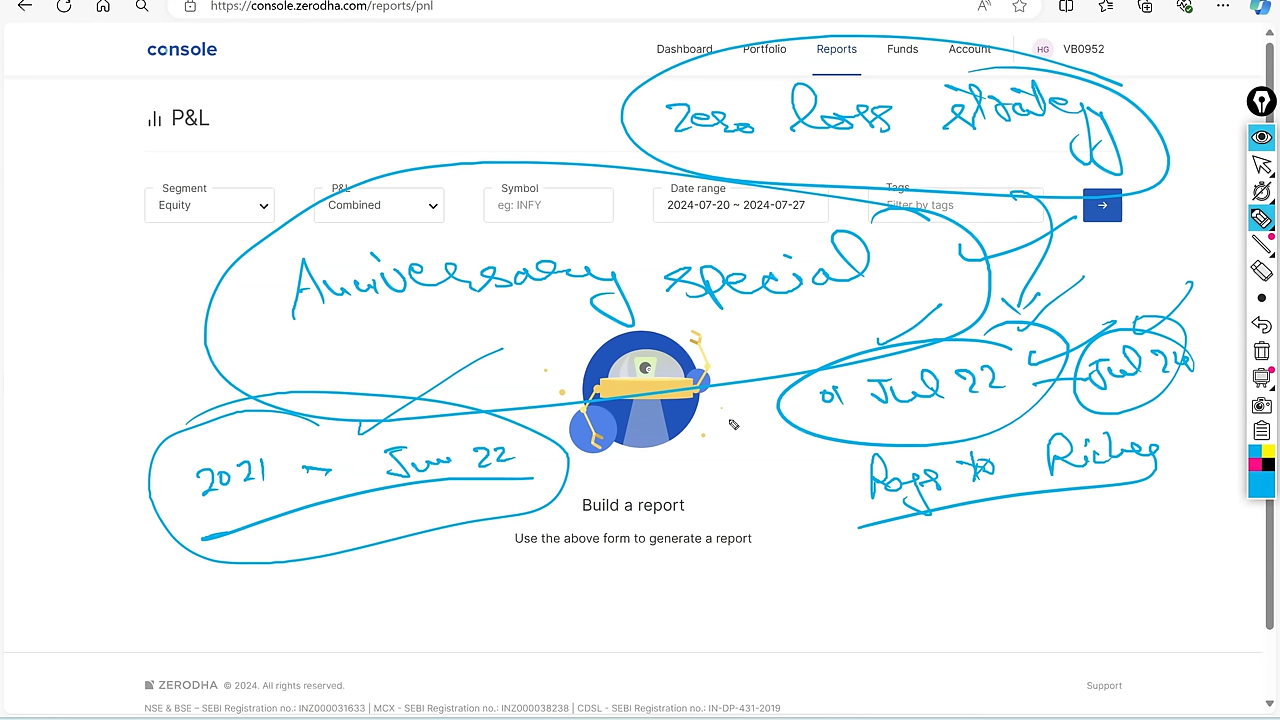 https://console.zerodha.com/reports/pnl
console
Dashboard Portfolio Reports Funds Account HG VB0952
zero loss strategy
P&L
Segment P&L Symbol Date range Tags
Equity Combined eg: INFY 2024-07-20 ~ 2024-07-27 Filter by tags
Anniversary special
01 Jul 22 Jul 24
2021 - Jun 22
to Riches
Build a report
Use the above form to generate a report
ZERODHA © 2024. All rights reserved. Support
NSE & BSE – SEBI Registration no.: INZ000031633 | MCX - SEBI Registration no.: INZ000038238 | CDSL - SEBI Registration no.: IN-DP-431-2019